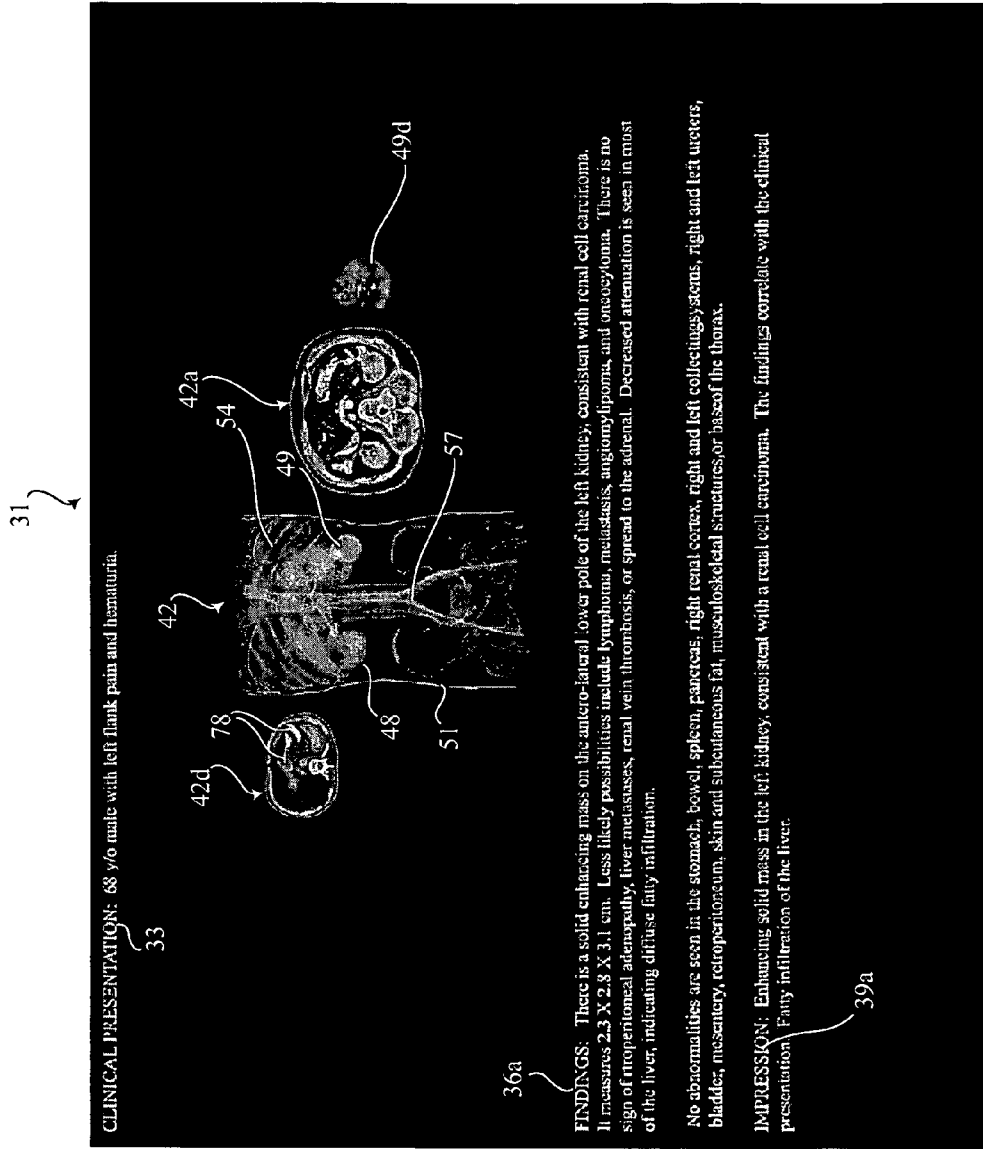 31
CLINICAL PRESENTATION: 68 y/o male with left flank pain and hematuria.
33
42
54
42a
78
42d
49
49d
48
51
57
36a
FINDINGS: There is a solid enhancing mass on the antero-lateral lower pole of the left kidney, consistent with renal cell carcinoma.
It measures 2.3 X 2.8 X 3.1 cm. Less likely possibilities include lymphoma, metastasis, angiomylipoma, and oncocytoma. There is no
sign of rtroperitoneal adenopathy, liver metastases, renal vein thrombosis, or spread to the adrenal. Decreased attenuation is seen in most
of the liver, indicating diffuse fatty infiltration.
No abnormalities are seen in the stomach, bowel, spleen, pancreas, right renal cortex, right and left collectingsystems, right and left ureters,
bladder, mesentery, retroperitoneum, skin and subcutaneous fat, musculoskeletal structures,or baseof the thorax.
IMPRESSION: Enhancing solid mass in the left kidney, consistent with a renal cell carcinoma. The findings correlate with the clinical
presentation. Fatty infiltration of the liver.
39a